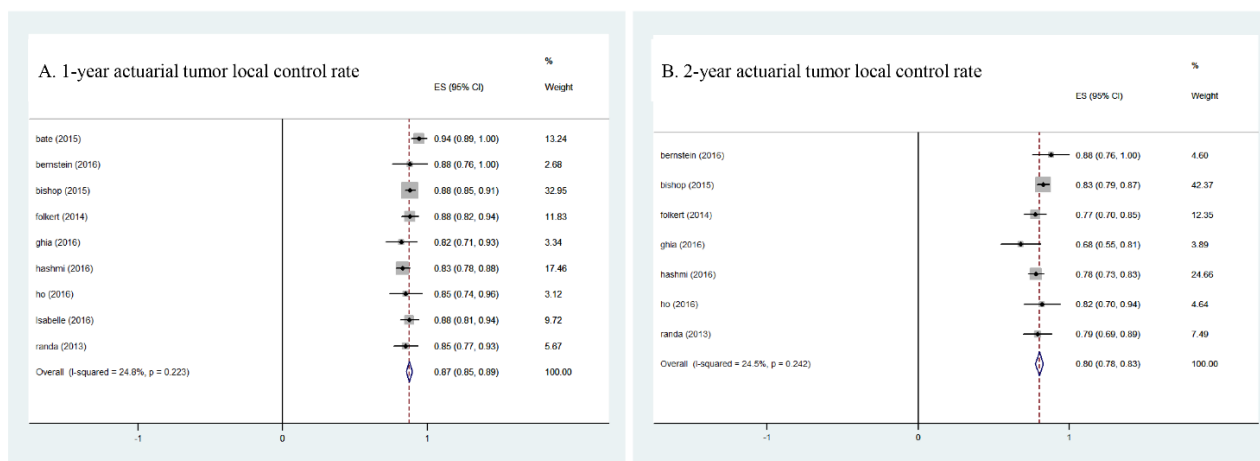 A. 1-year actuarial tumor local control rate
%
ES (95% CI) Weight
bate (2015) 0.94 (0.89, 1.00) 13.24
bernstein (2016) 0.88 (0.76, 1.00) 2.68
bishop (2015) 0.88 (0.85, 0.91) 32.95
folkert (2014) 0.88 (0.82, 0.94) 11.83
ghia (2016) 0.82 (0.71, 0.93) 3.34
hashmi (2016) 0.83 (0.78, 0.88) 17.46
ho (2016) 0.85 (0.74, 0.96) 3.12
Isabelle (2016) 0.88 (0.81, 0.94) 9.72
randa (2013) 0.85 (0.77, 0.93) 5.67
Overall (I-squared = 24.8%, p = 0.223) 0.87 (0.85, 0.89) 100.00
-1 0 1
B. 2-year actuarial tumor local control rate
%
ES (95% CI) Weight
bernstein (2016) 0.88 (0.76, 1.00) 4.60
bishop (2015) 0.83 (0.79, 0.87) 42.37
folkert (2014) 0.77 (0.70, 0.85) 12.35
ghia (2016) 0.68 (0.55, 0.81) 3.89
hashmi (2016) 0.78 (0.73, 0.83) 24.66
ho (2016) 0.82 (0.70, 0.94) 4.64
randa (2013) 0.79 (0.69, 0.89) 7.49
Overall (I-squared = 24.5%, p = 0.242) 0.80 (0.78, 0.83) 100.00
-1 0 1